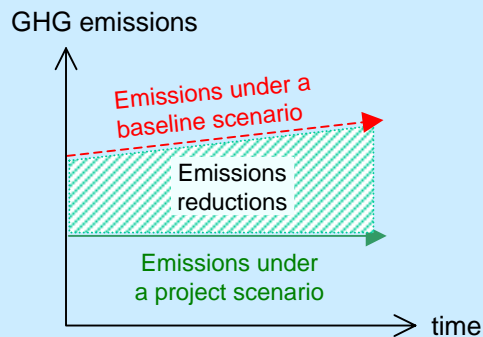 GHG emissions
Emissions under a
baseline scenario
Emissions
reductions
Emissions under
a project scenario
time